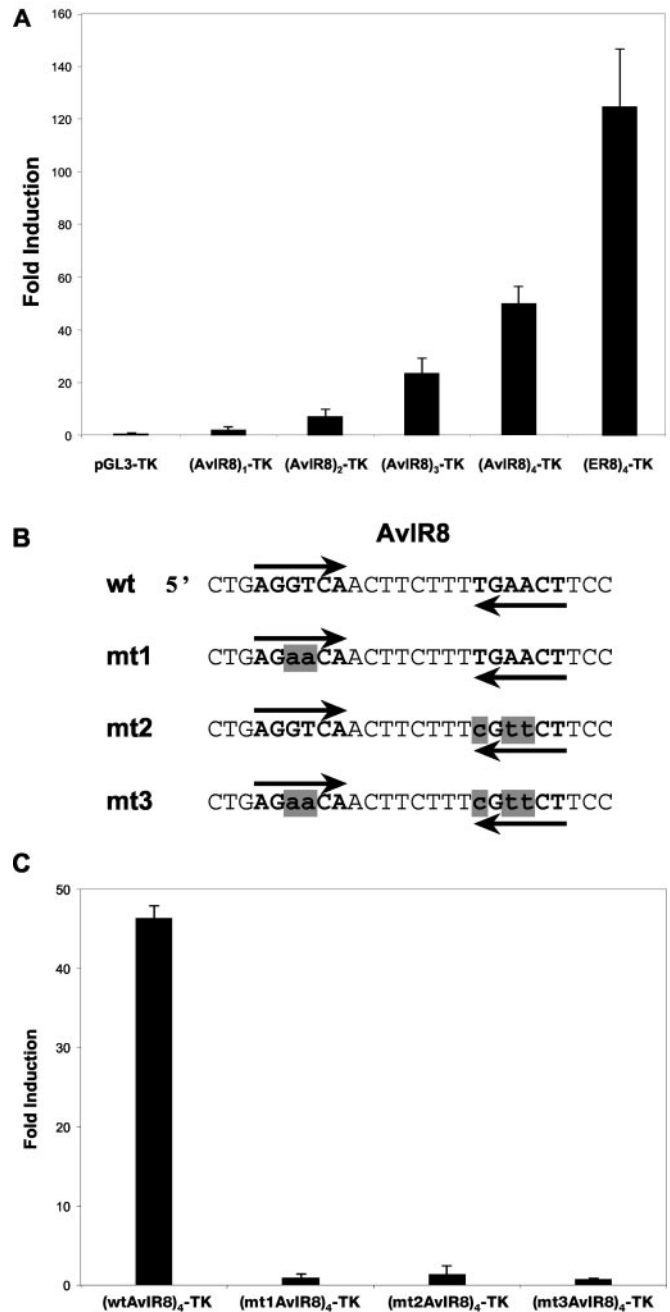 A
160
140
120
100
80
60
40
20
0
Fold Induction
pGL3-TK (AvIR8)1-TK (AvIR8)2-TK (AvIR8)3-TK (AvIR8)4-TK (ER8)4-TK
B
AvIR8
wt 5' CTGAGGTCAACTTCTTTTGAACTTCC
mt1 CTGAGaaCAACTTCTTTTGAACTTCC
mt2 CTGAGGTCAACTTCTTTcGttCTTCC
mt3 CTGAGaaCAACTTCTTTcGttCTTCC
C
50
40
30
20
10
0
Fold Induction
(wtAvIR8)4-TK (mt1AvIR8)4-TK (mt2AvIR8)4-TK (mt3AvIR8)4-TK